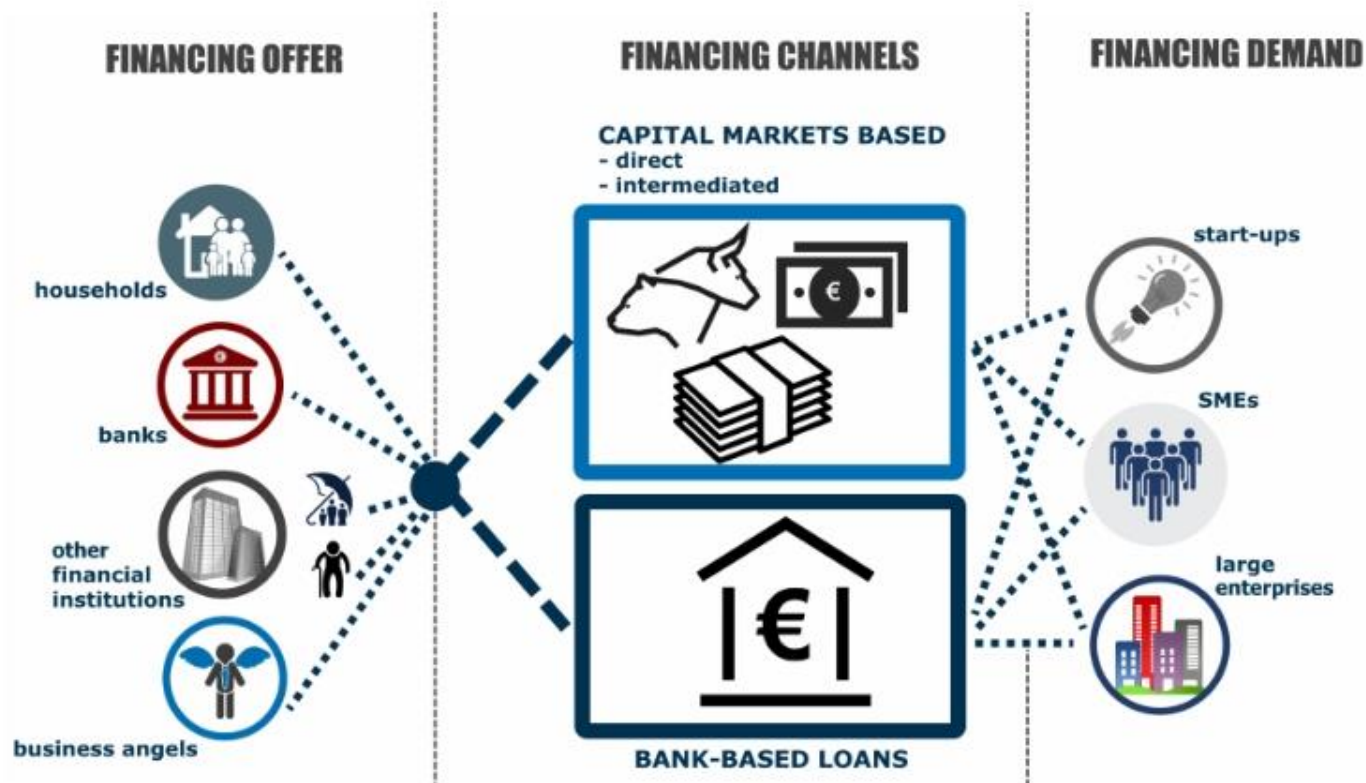 FINANCING OFFER
FINANCING CHANNELS
FINANCING DEMAND
CAPITAL MARKETS BASED
- direct
- intermediated
households
banks
other
financial
institutions
business angels
€
€
BANK-BASED LOANS
start-ups
SMEs
large
enterprises